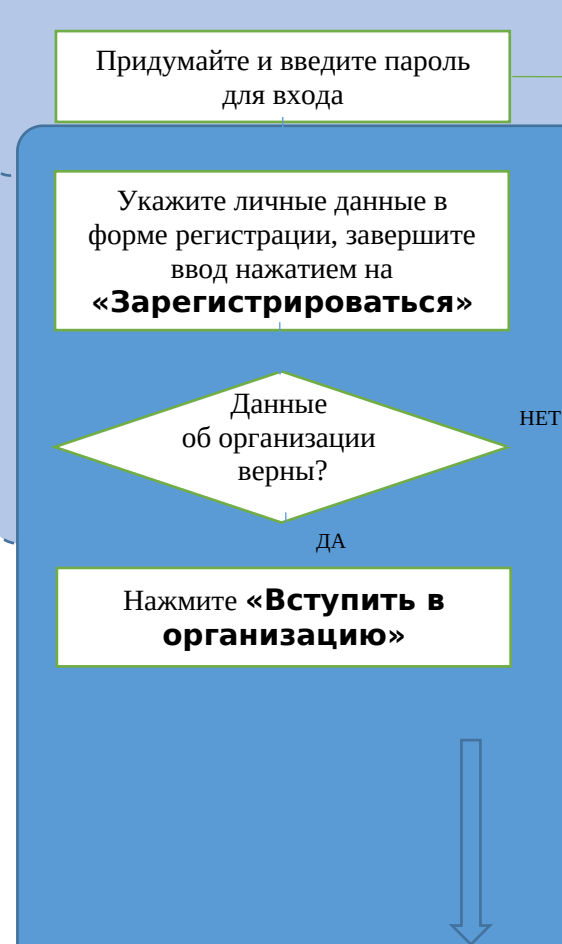 Придумайте и введите пароль
для входа
Укажите личные данные в
форме регистрации, завершите
ввод нажатием на
«Зарегистрироваться»
Данные
об организации
верны?
НЕТ
ДА
Нажмите «Вступить в
организацию»